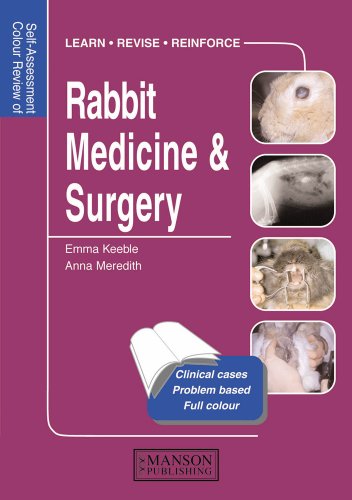 Self-Assessment
Colour Review of
LEARN • REVISE • REINFORCE
Rabbit
Medicine &
Surgery
Emma Keeble
Anna Meredith
Clinical cases
Problem based
Full colour
MANSON
PUBLISHING